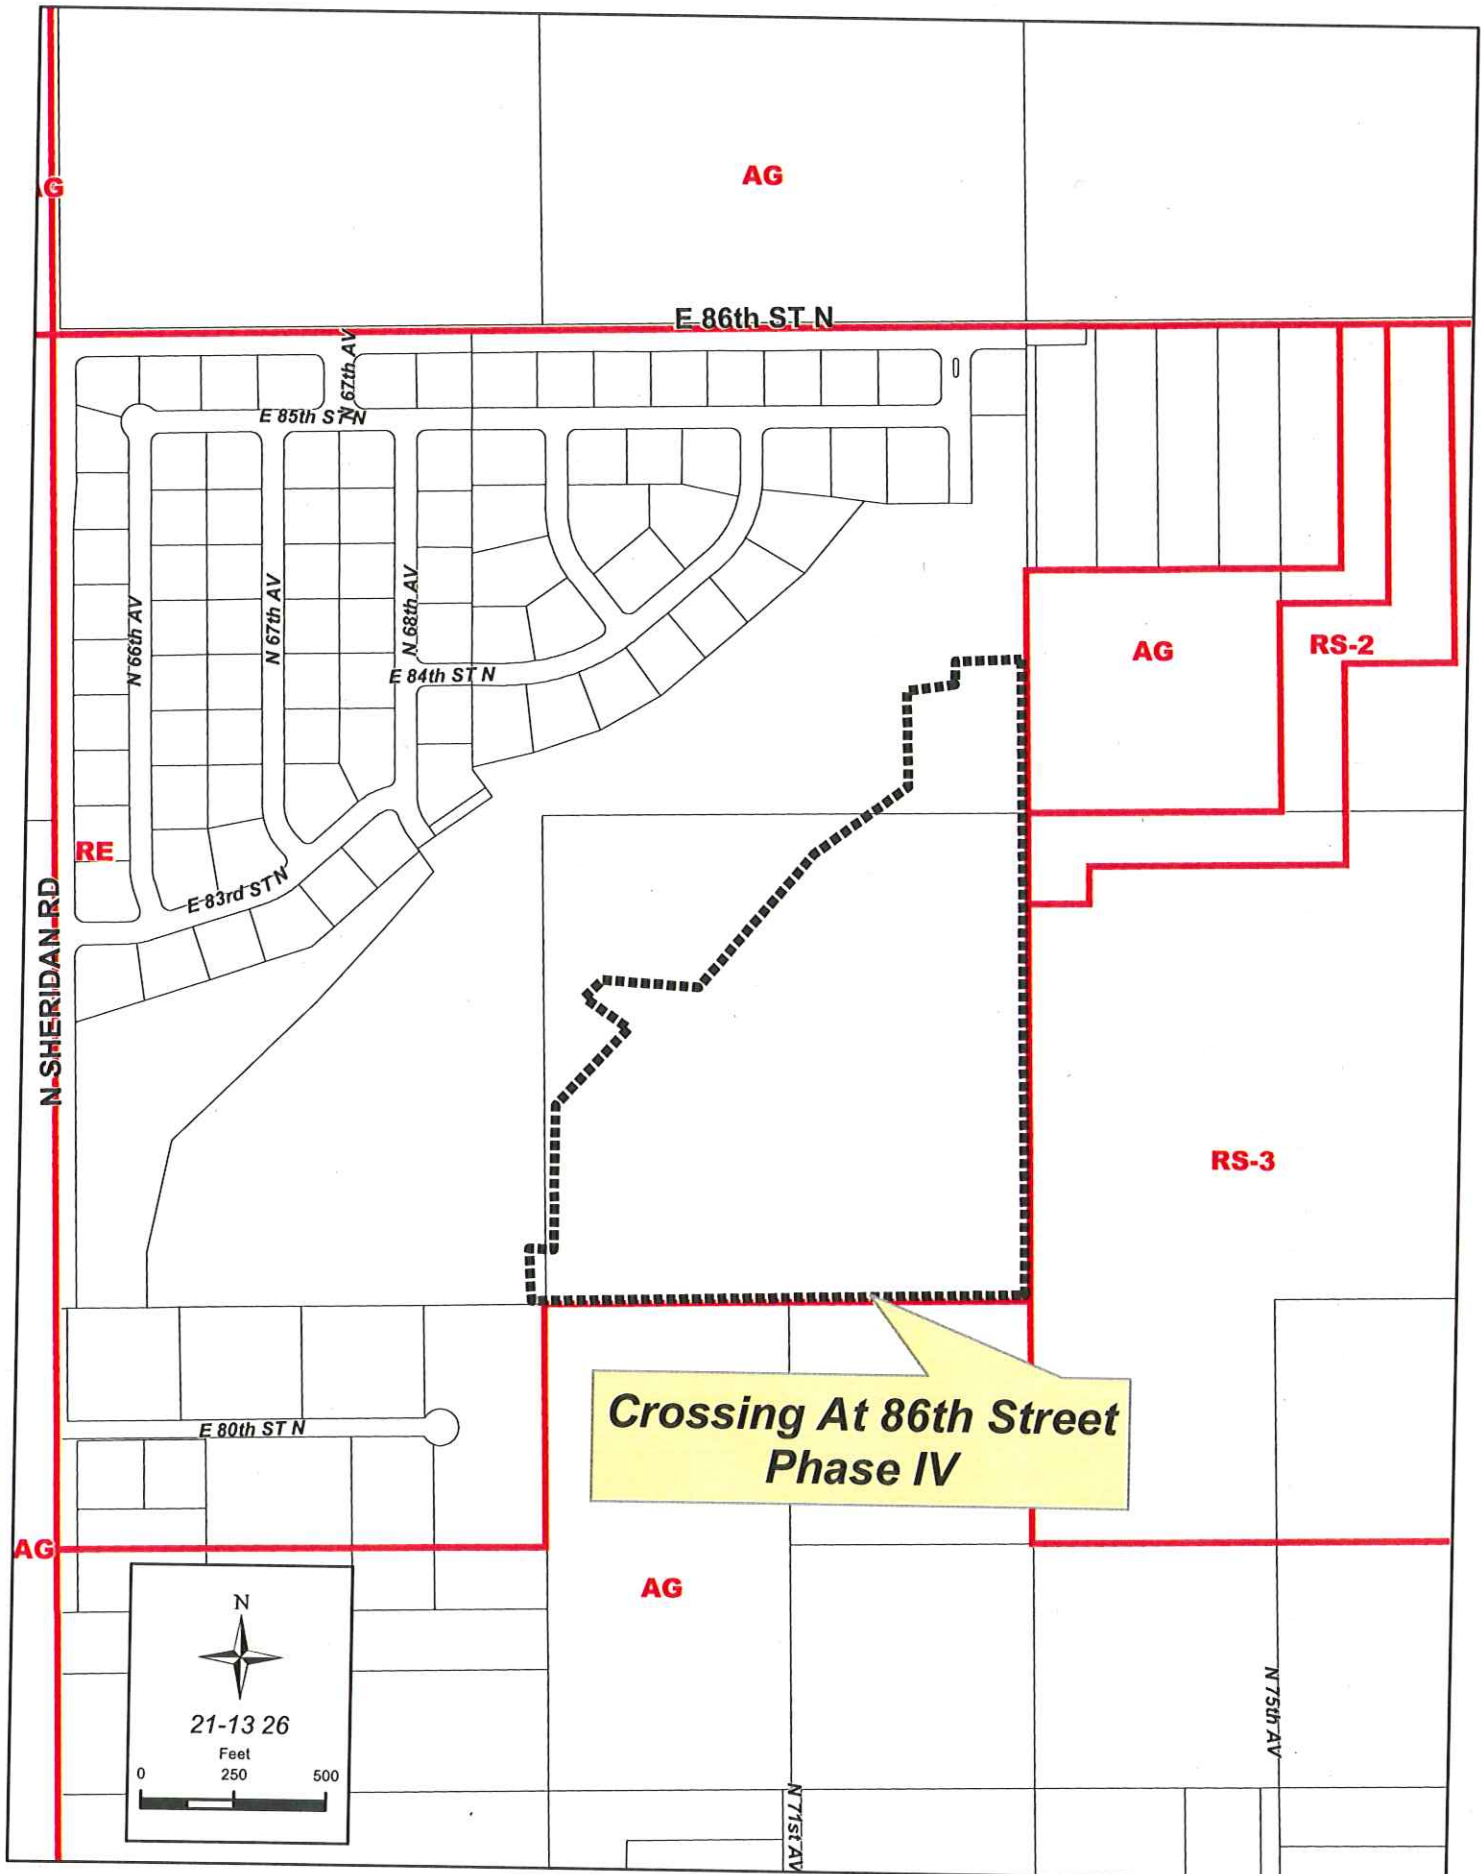 AG
AG
E 86th ST N
N 67th AV
E 85th ST N
N 66th AV
N 67th AV
N 68th AV
E 84th ST N
AG
RS-2
RE
E 83rd ST N
N SHERIDAN RD
RS-3
Crossing At 86th Street
Phase IV
E 80th ST N
AG
AG
N
21-13 26
Feet
0 250 500
N 75th AV
N 71st AV